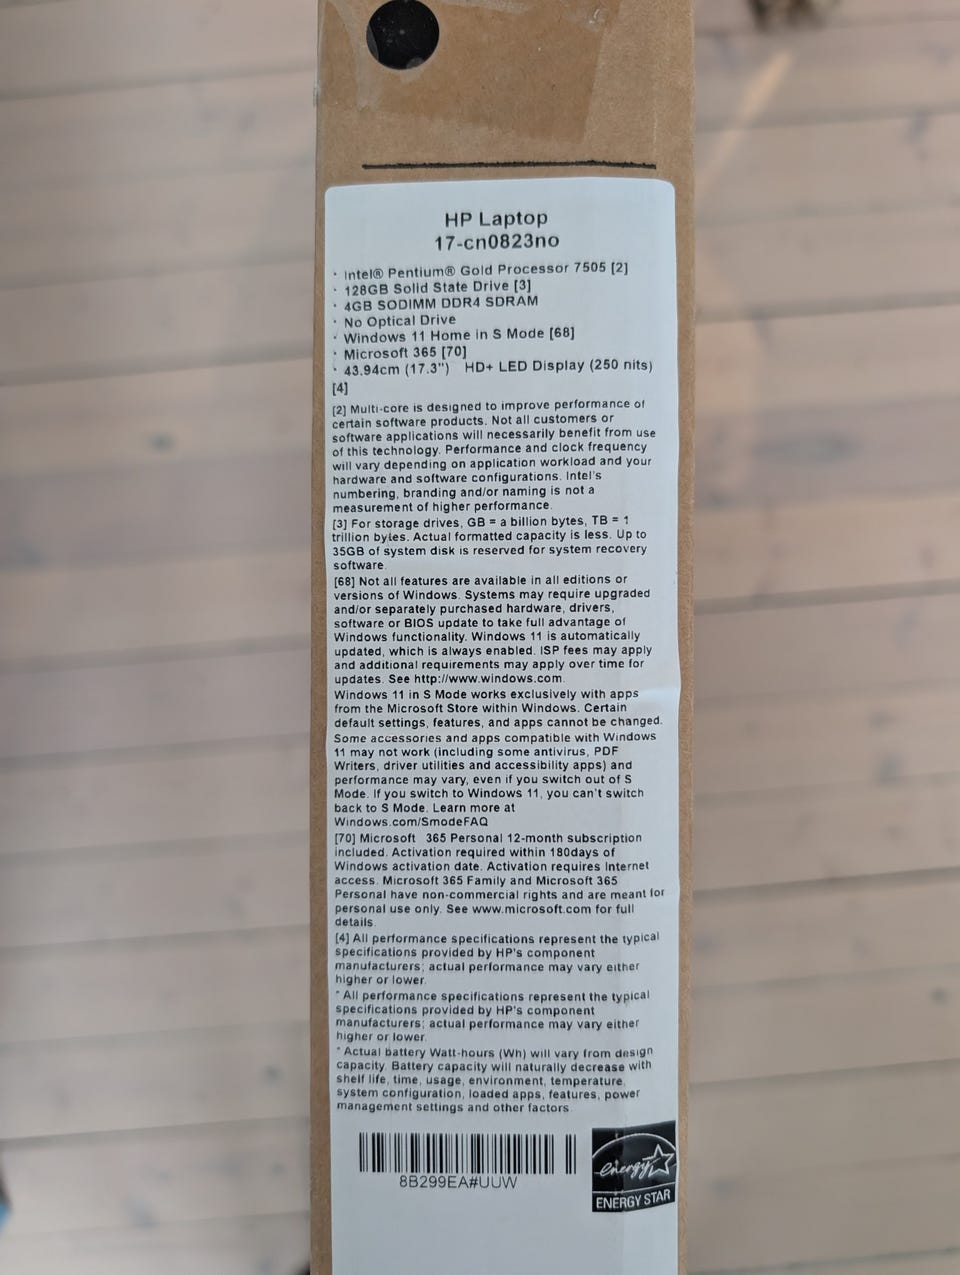 HP Laptop
17-cn0823no
· Intel® Pentium® Gold Processor 7505 [2]
· 128GB Solid State Drive [3]
· 4GB SODIMM DDR4 SDRAM
· No Optical Drive
· Windows 11 Home in S Mode [68]
· Microsoft 365 [70]
· 43.94cm (17.3") HD+ LED Display (250 nits)
[4]
[2] Multi-core is designed to improve performance of
certain software products. Not all customers or
software applications will necessarily benefit from use
of this technology. Performance and clock frequency
will vary depending on application workload and your
hardware and software configurations. Intel's
numbering, branding and/or naming is not a
measurement of higher performance.
[3] For storage drives, GB = a billion bytes, TB = 1
trillion bytes. Actual formatted capacity is less. Up to
35GB of system disk is reserved for system recovery
software.
[68] Not all features are available in all editions or
versions of Windows. Systems may require upgraded
and/or separately purchased hardware, drivers,
software or BIOS update to take full advantage of
Windows functionality. Windows 11 is automatically
updated, which is always enabled. ISP fees may apply
and additional requirements may apply over time for
updates. See http://www.windows.com.
Windows 11 in S Mode works exclusively with apps
from the Microsoft Store within Windows. Certain
default settings, features, and apps cannot be changed.
Some accessories and apps compatible with Windows
11 may not work (including some antivirus, PDF
Writers, driver utilities and accessibility apps) and
performance may vary, even if you switch out of S
Mode. If you switch to Windows 11, you can't switch
back to S Mode. Learn more at
Windows.com/SmodeFAQ
[70] Microsoft 365 Personal 12-month subscription
included. Activation required within 180days of
Windows activation date. Activation requires Internet
access. Microsoft 365 Family and Microsoft 365
Personal have non-commercial rights and are meant for
personal use only. See www.microsoft.com for full
details.
[4] All performance specifications represent the typical
specifications provided by HP's component
manufacturers; actual performance may vary either
higher or lower.
* All performance specifications represent the typical
specifications provided by HP's component
manufacturers; actual performance may vary either
higher or lower.
* Actual battery Watt-hours (Wh) will vary from design
capacity. Battery capacity will naturally decrease with
shelf life, time, usage, environment, temperature,
system configuration, loaded apps, features, power
management settings and other factors.
8B299EA#UUW
energy
ENERGY STAR